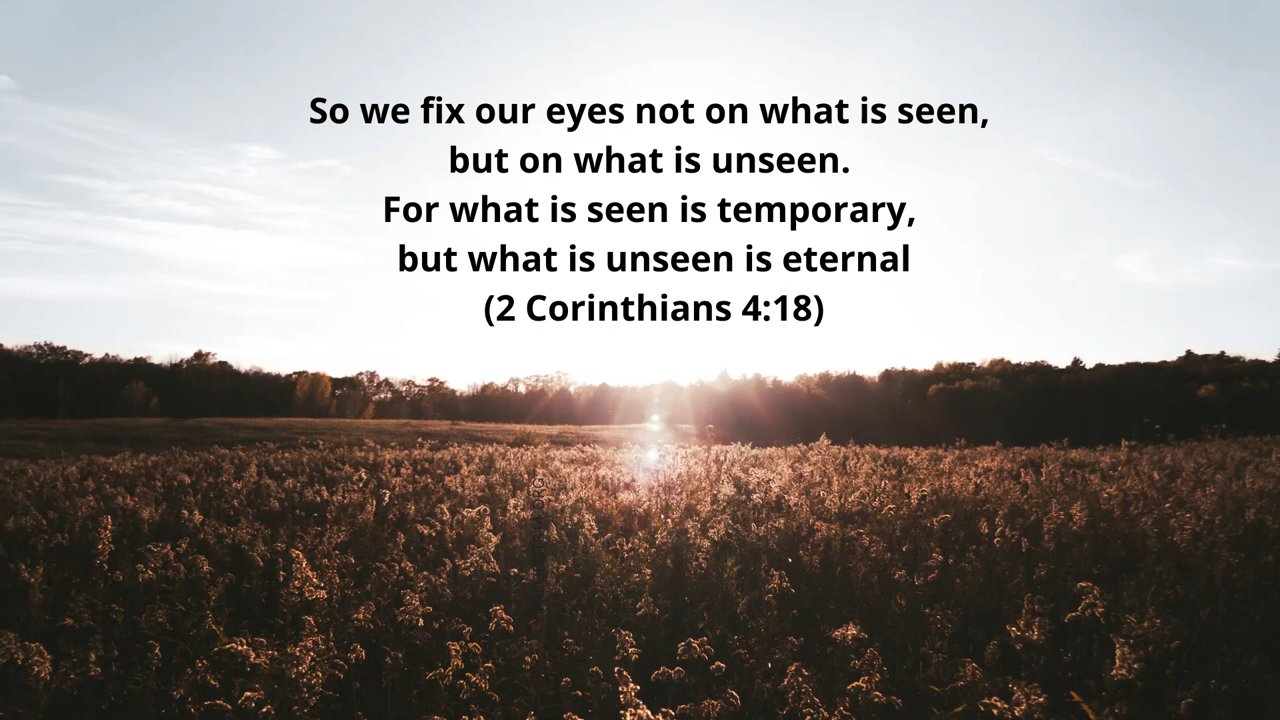 So we fix our eyes not on what is seen,
but on what is unseen.
For what is seen is temporary,
but what is unseen is eternal
(2 Corinthians 4:18)